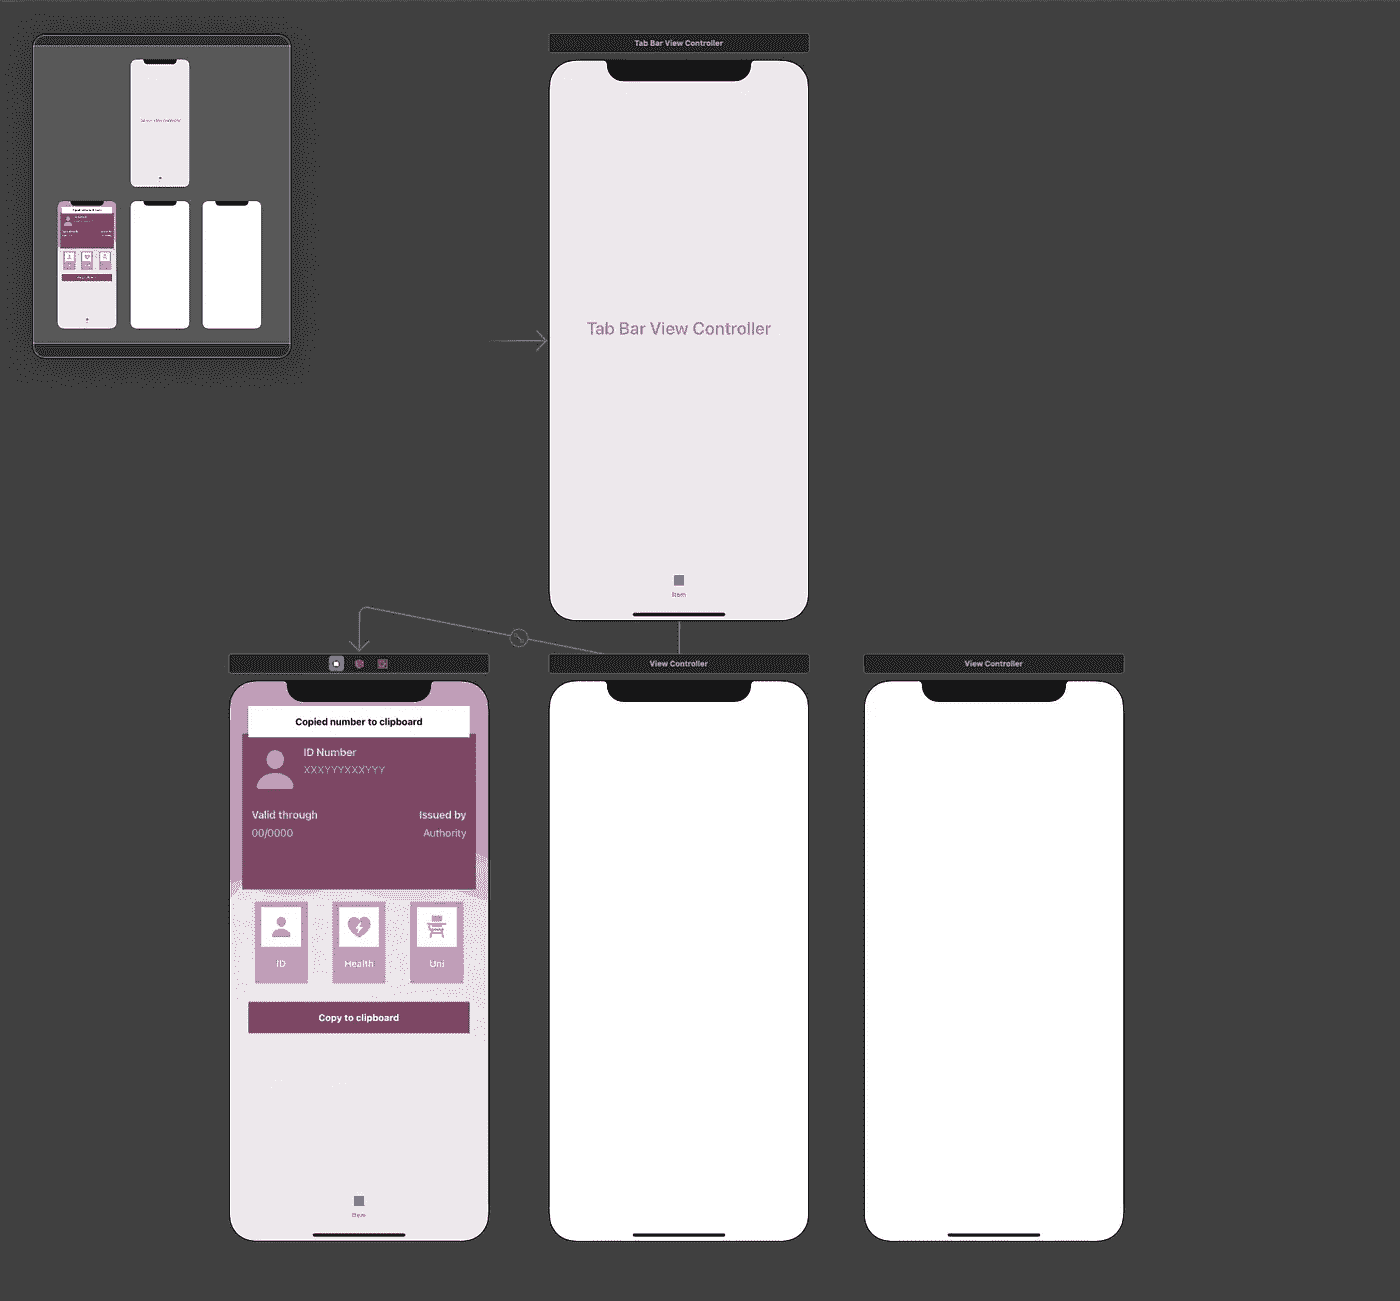 Tab Bar View Controller
Tab Bar View Controller
Item
View Controller
View Controller
Copied number to clipboard
ID Number
XXXYYYXXXYYY
Valid through
Issued by
00/0000
Authority
ID
Health
Uni
Copy to clipboard
Item